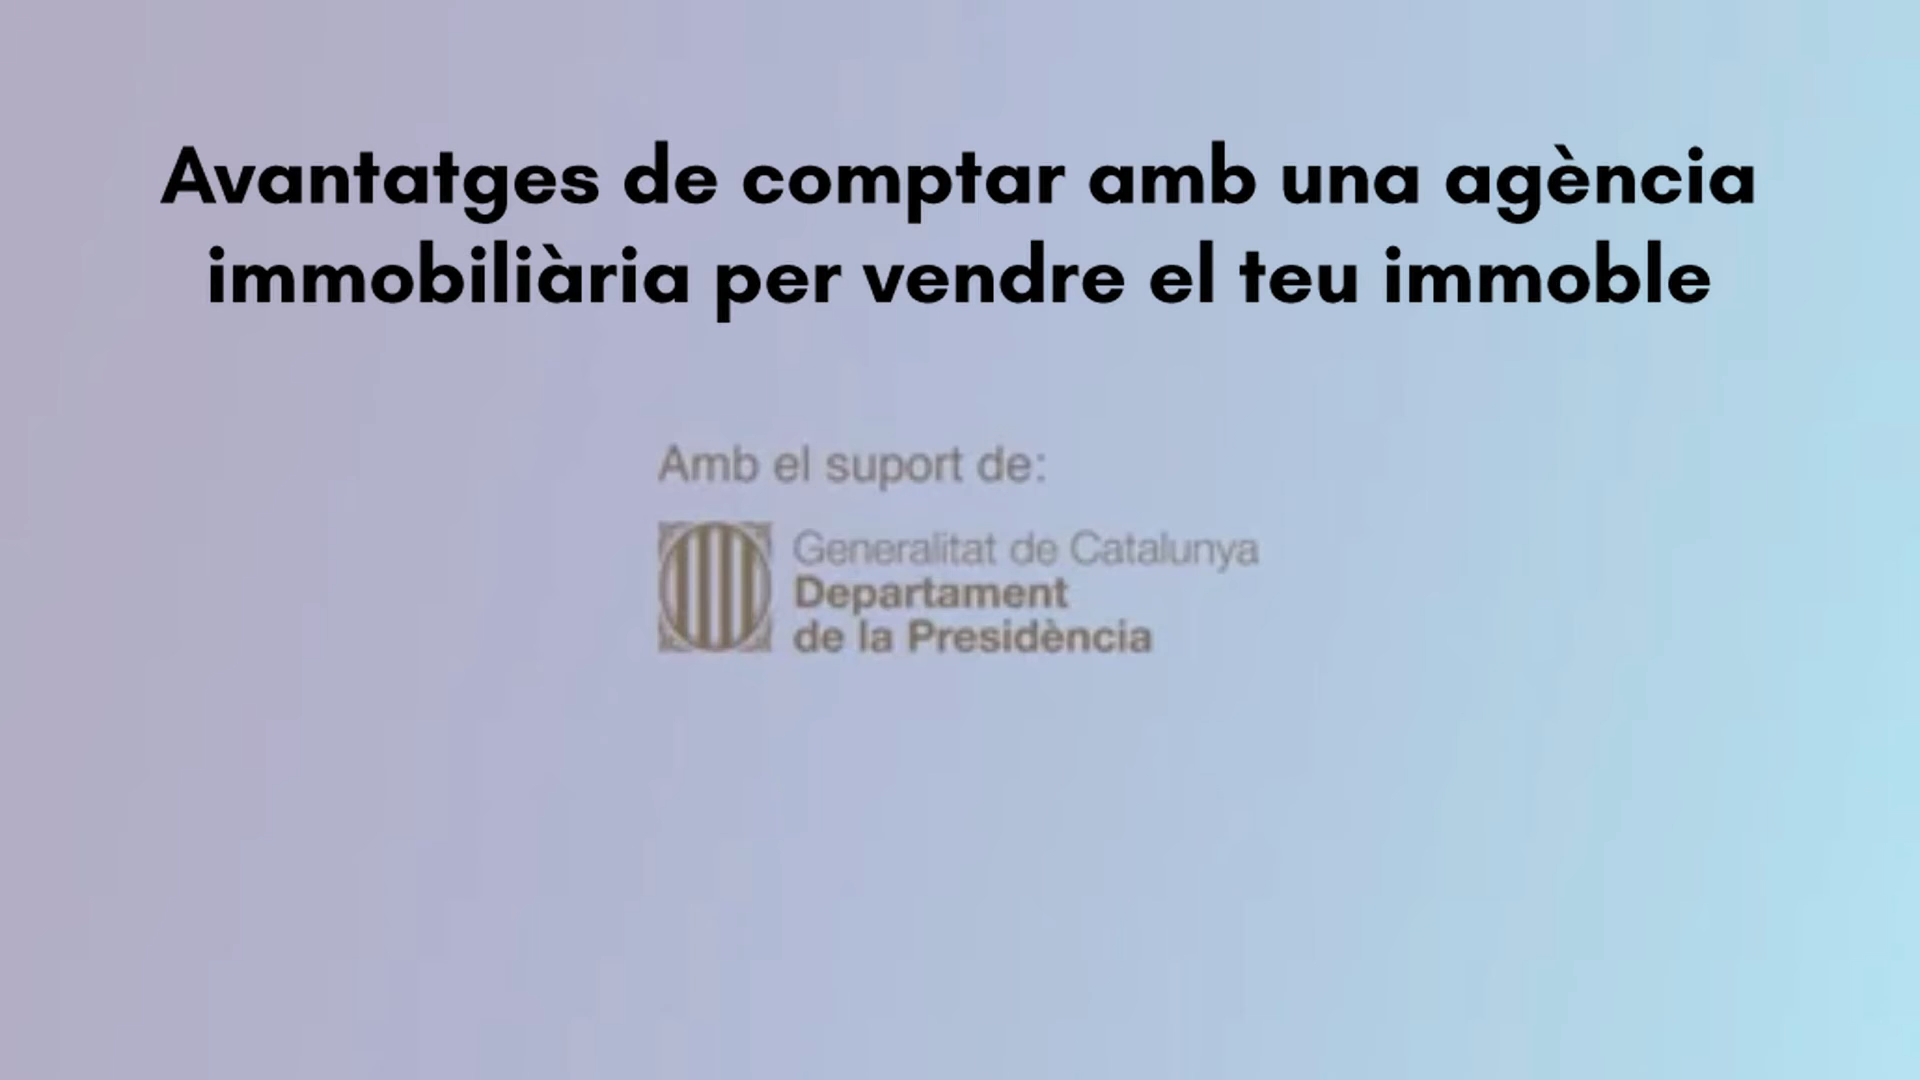 Avantatges de comptar amb una agència
immobiliària per vendre el teu immoble
Amb el suport de:
Generalitat de Catalunya
Departament
de la Presidència